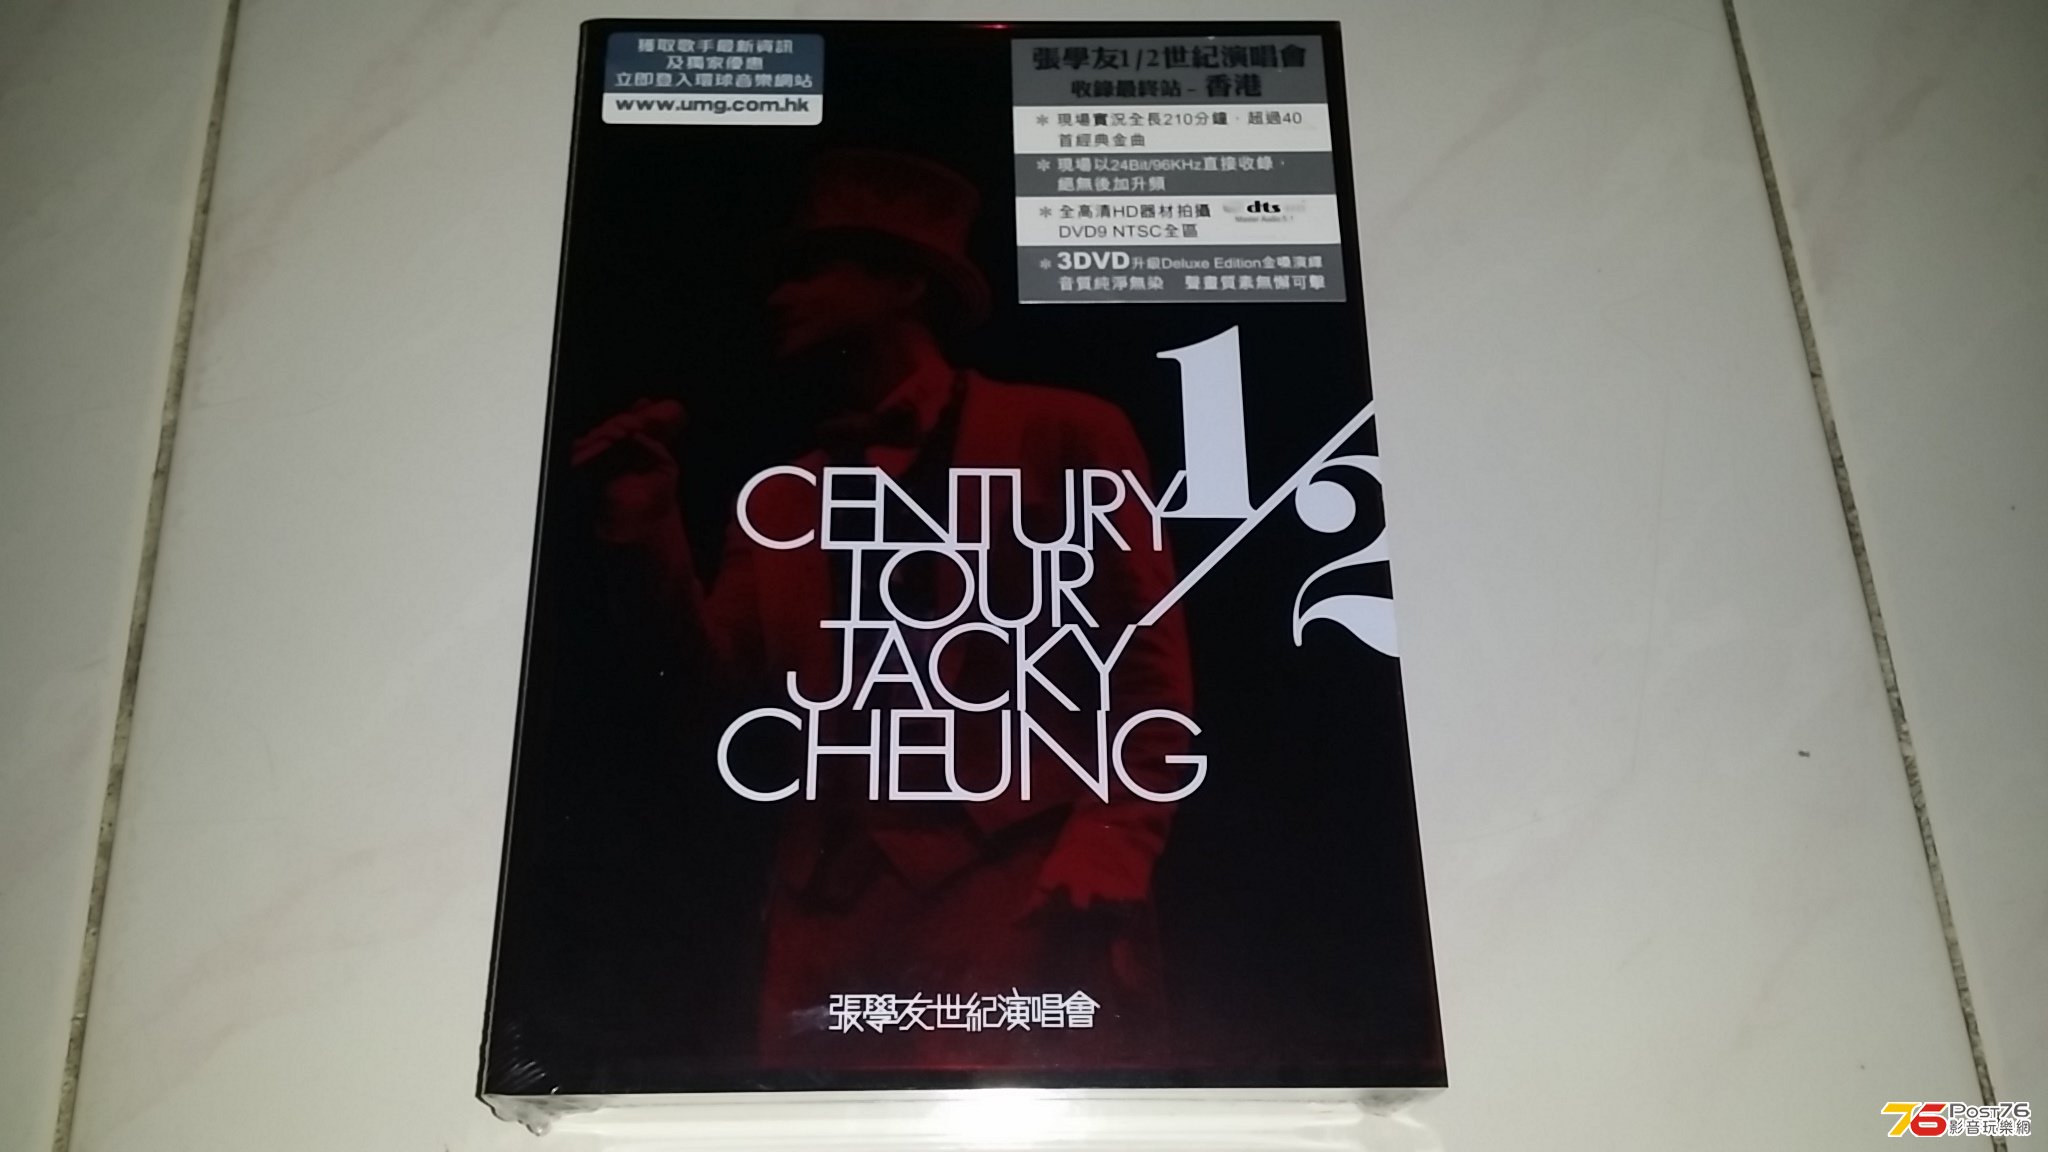 獲取歌手最新資訊
及獨家優惠
立即登入環球音樂網站
www.umg.com.hk
張學友1/2世紀演唱會
收錄最終站 - 香港
* 現場實況全長210分鐘，超過40
首經典金曲
* 現場以24Bit/96KHz直接收錄，
絕無後加升頻
* 全高清HD器材拍攝
dts
Master Audio 5.1
DVD9 NTSC全區
* 3DVD升級Deluxe Edition金嗓演繹
音質純淨無染 聲畫質素無懈可擊
1/2
CENTURY
TOUR
JACKY
CHEUNG
張學友世紀演唱會
76 POST76
影音玩樂網